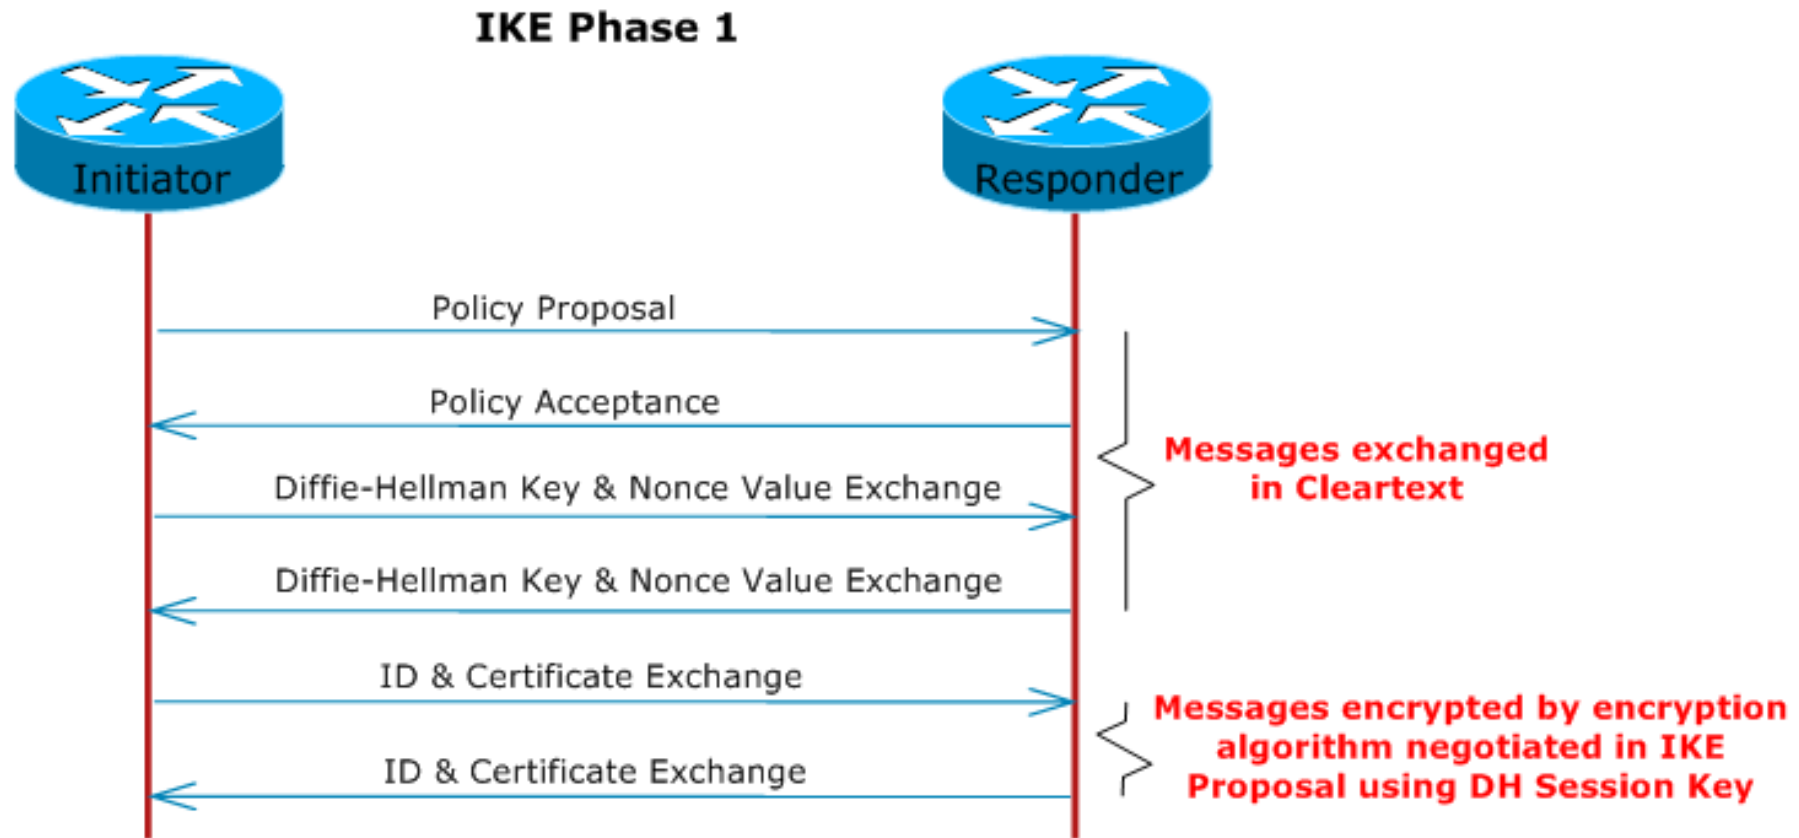 IKE Phase 1
Initiator
Responder
Policy Proposal
Policy Acceptance
Diffie-Hellman Key & Nonce Value Exchange
Diffie-Hellman Key & Nonce Value Exchange
Messages exchanged
in Cleartext
ID & Certificate Exchange
ID & Certificate Exchange
Messages encrypted by encryption
algorithm negotiated in IKE
Proposal using DH Session Key